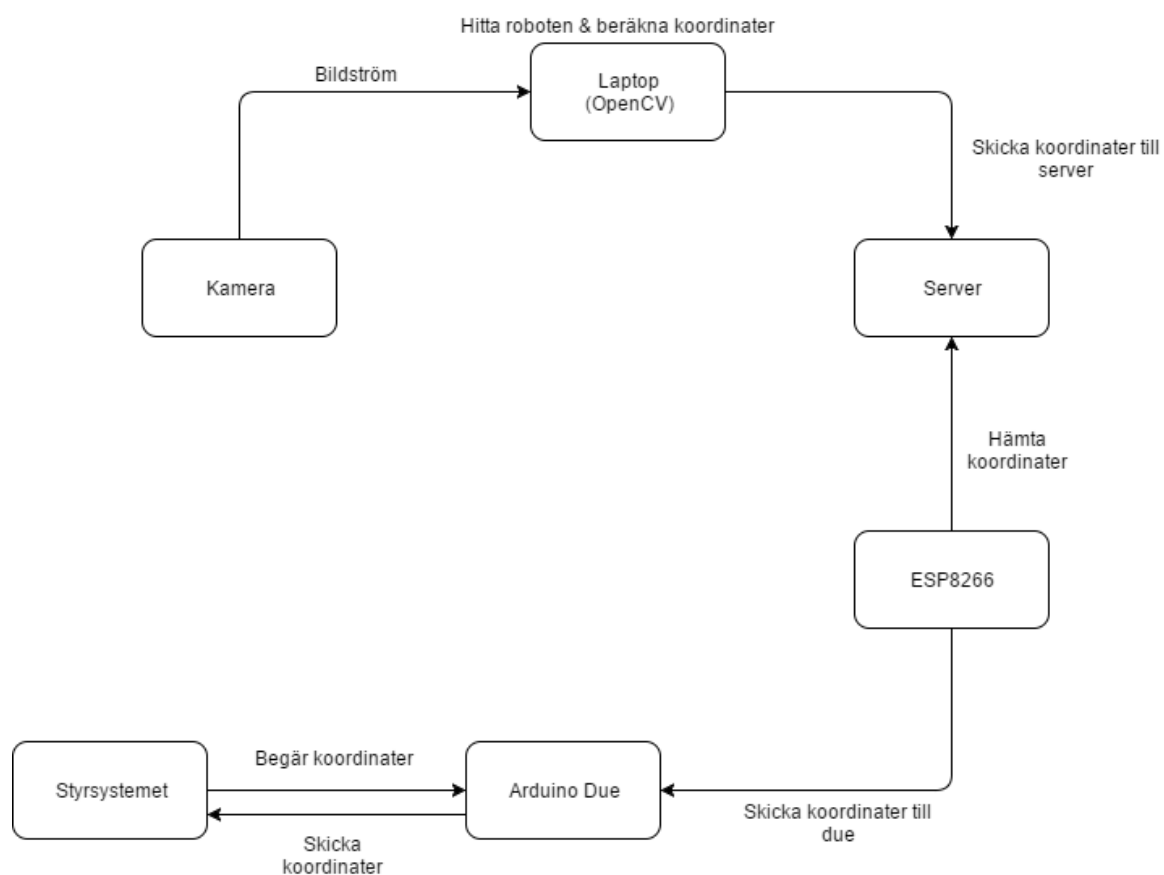 Hitta roboten & beräkna koordinater
Bildström
Laptop
(OpenCV)
Skicka koordinater till
server
Kamera
Server
Hämta
koordinater
ESP8266
Begär koordinater
Styrsystemet
Arduino Due
Skicka koordinater till
due
Skicka
koordinater